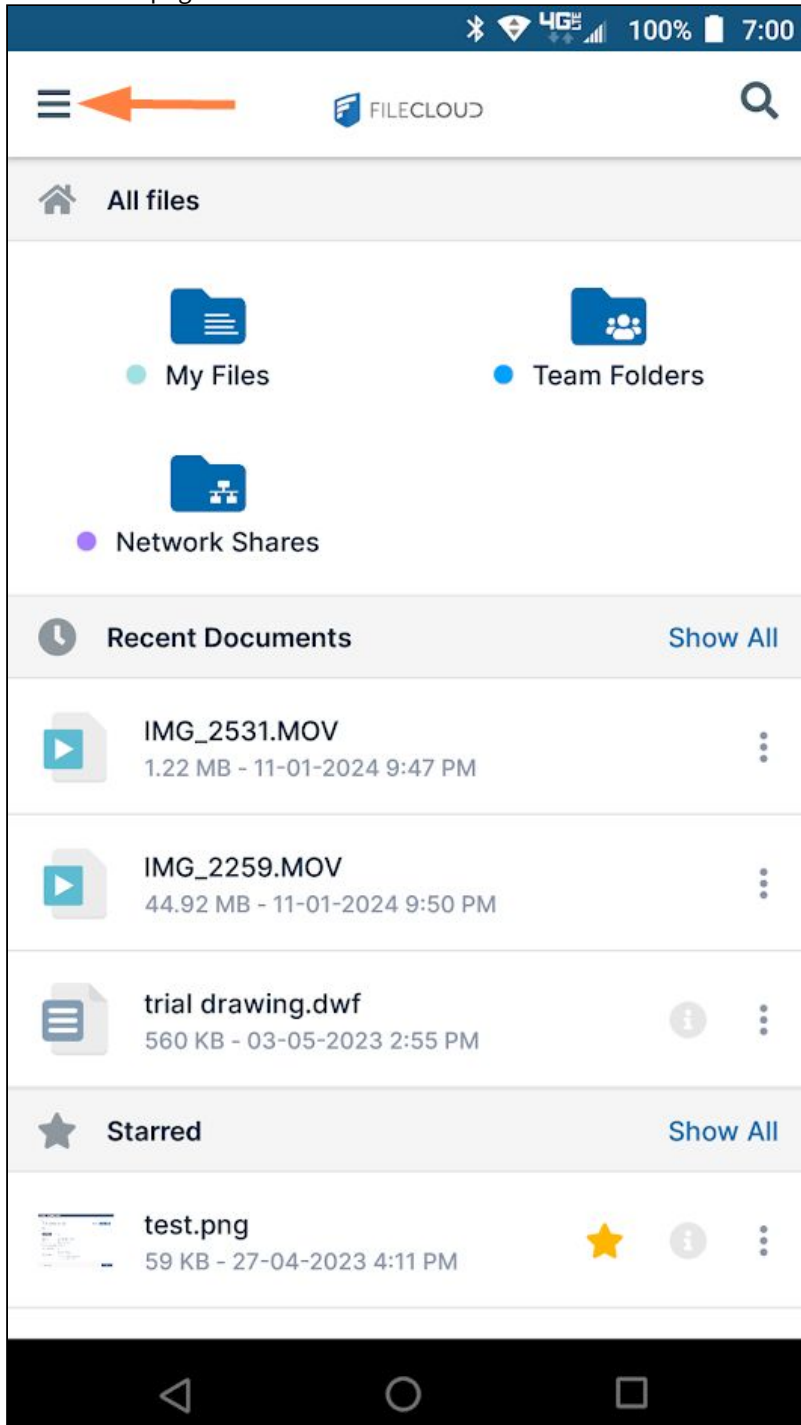 4G LTE 100% 7:00
FILECLOUD
All files
My Files
Team Folders
Network Shares
Recent Documents Show All
IMG_2531.MOV
1.22 MB - 11-01-2024 9:47 PM
IMG_2259.MOV
44.92 MB - 11-01-2024 9:50 PM
trial drawing.dwf
560 KB - 03-05-2023 2:55 PM
Starred Show All
test.png
59 KB - 27-04-2023 4:11 PM